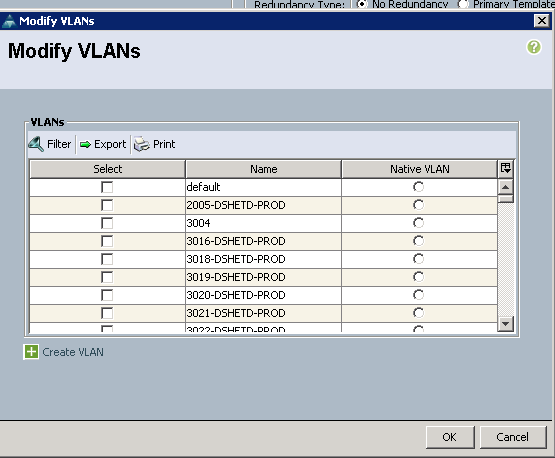 Redundancy Type: No Redundancy Primary Template
Modify VLANs
Modify VLANs
?
VLANs
Filter Export Print
Select Name Native VLAN
default
2005-DSHETD-PROD
3004
3016-DSHETD-PROD
3018-DSHETD-PROD
3019-DSHETD-PROD
3020-DSHETD-PROD
3021-DSHETD-PROD
3022-DSHETD-PROD
Create VLAN
OK Cancel